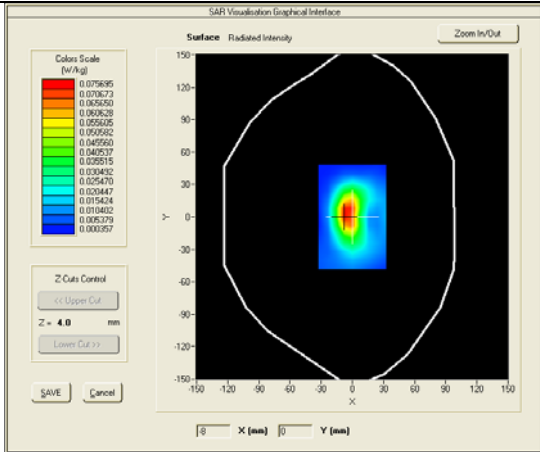 SAR Visualisation Graphical Interface
Surface Radiated Intensity
Zoom In/Out
Colors Scale
(W/kg)
0.075695
0.070673
0.065650
0.060628
0.055605
0.050582
0.045560
0.040537
0.035515
0.030492
0.025470
0.020447
0.015424
0.010402
0.005379
0.000357
Z Cuts Control
<< Upper Cut
Z = 4.0 mm
Lower Cut >>
SAVE Cancel
150
120
90
60
30
0
-30
-60
-90
-120
-150
Y
-150 -120 -90 -60 -30 0 30 60 90 120 150
X
-8 X (mm) 0 Y (mm)